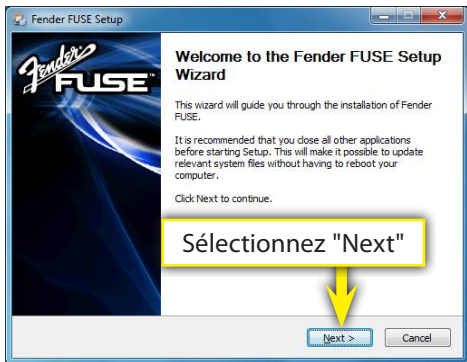 Fender FUSE Setup
Fender
FUSE™
Welcome to the Fender FUSE Setup
Wizard
This wizard will guide you through the installation of Fender
FUSE.
It is recommended that you close all other applications
before starting Setup. This will make it possible to update
relevant system files without having to reboot your
computer.
Click Next to continue.
Sélectionnez "Next"
Next >
Cancel